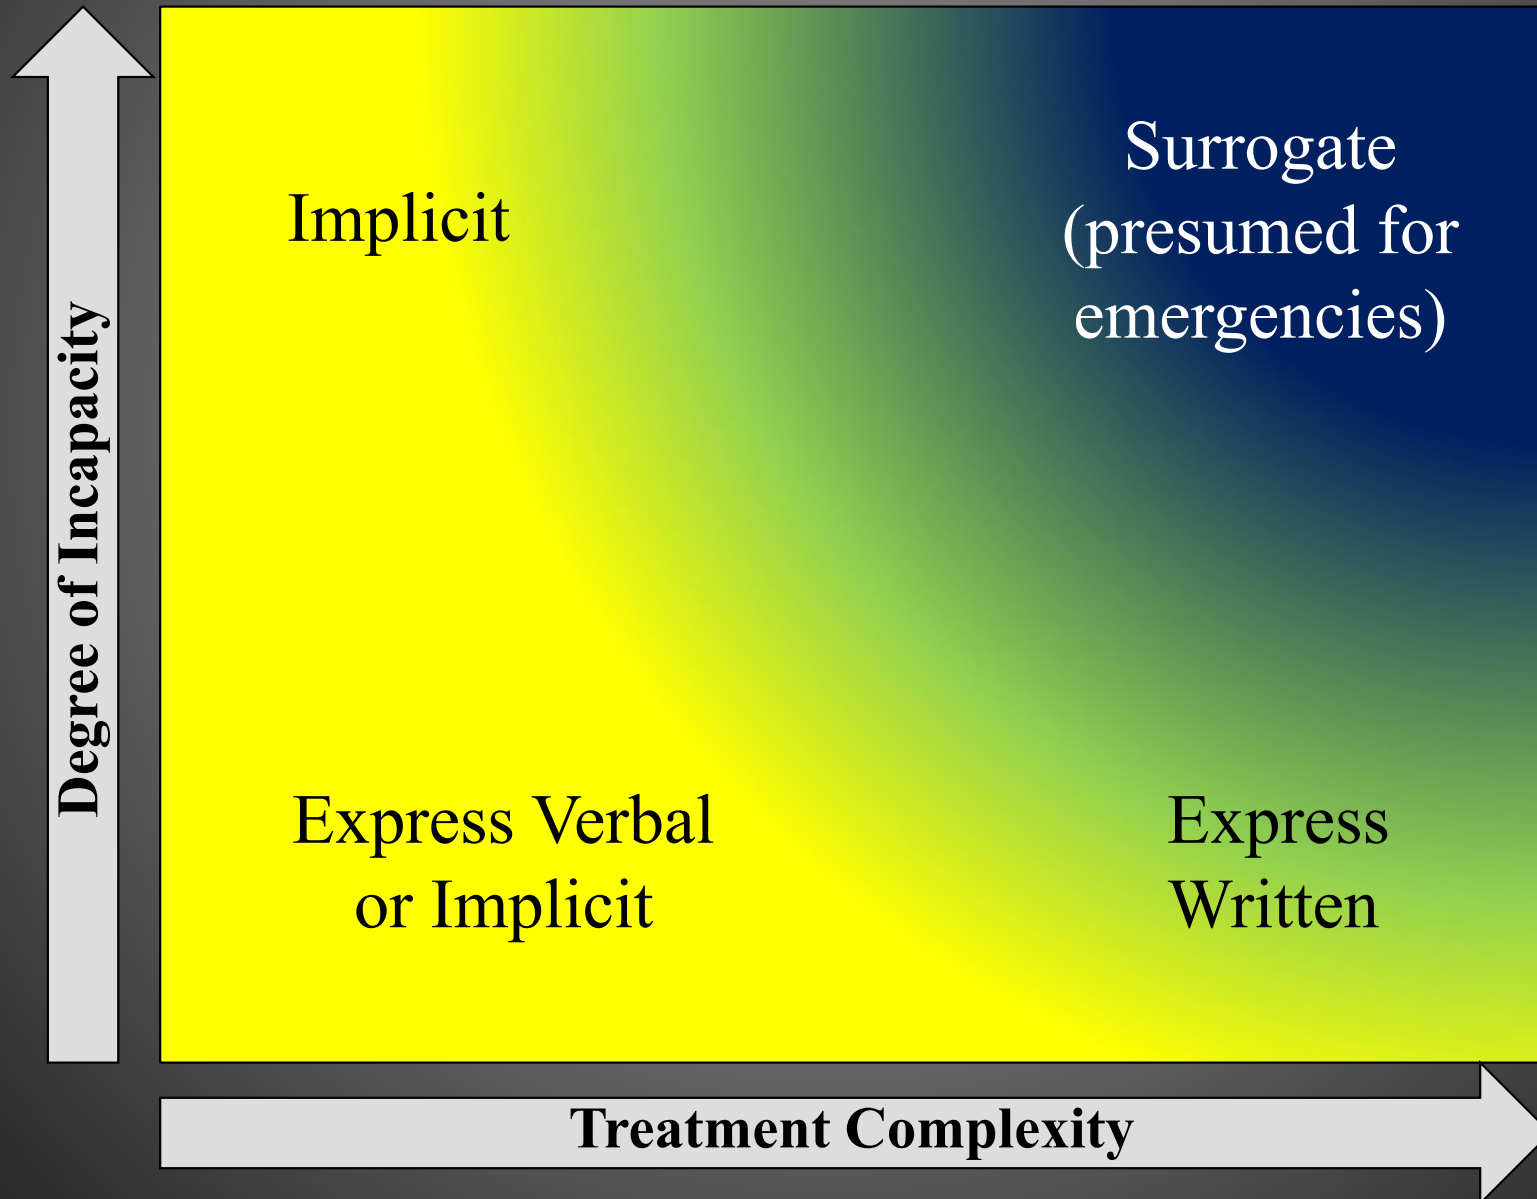 Degree of Incapacity
Implicit
Surrogate
(presumed for
emergencies)
Express Verbal
or Implicit
Express
Written
Treatment Complexity